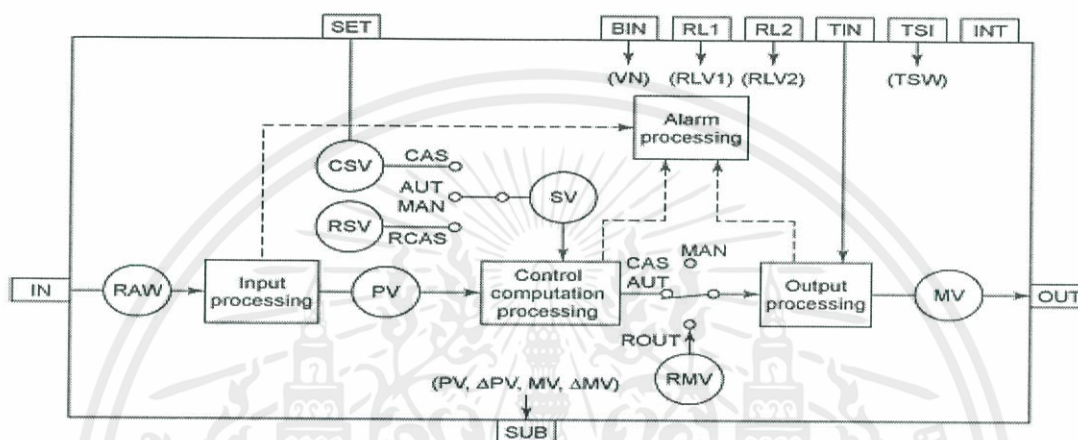 SET
BIN
RL1
RL2
TIN
TSI
INT
(VN)
(RLV1)
(RLV2)
(TSW)
Alarm
processing
CSV
CAS
AUT
MAN
SV
RSV
RCAS
IN
RAW
Input
processing
PV
Control
computation
processing
CAS
AUT
MAN
ROUT
RMV
Output
processing
MV
OUT
(PV, ΔPV, MV, ΔMV)
SUB